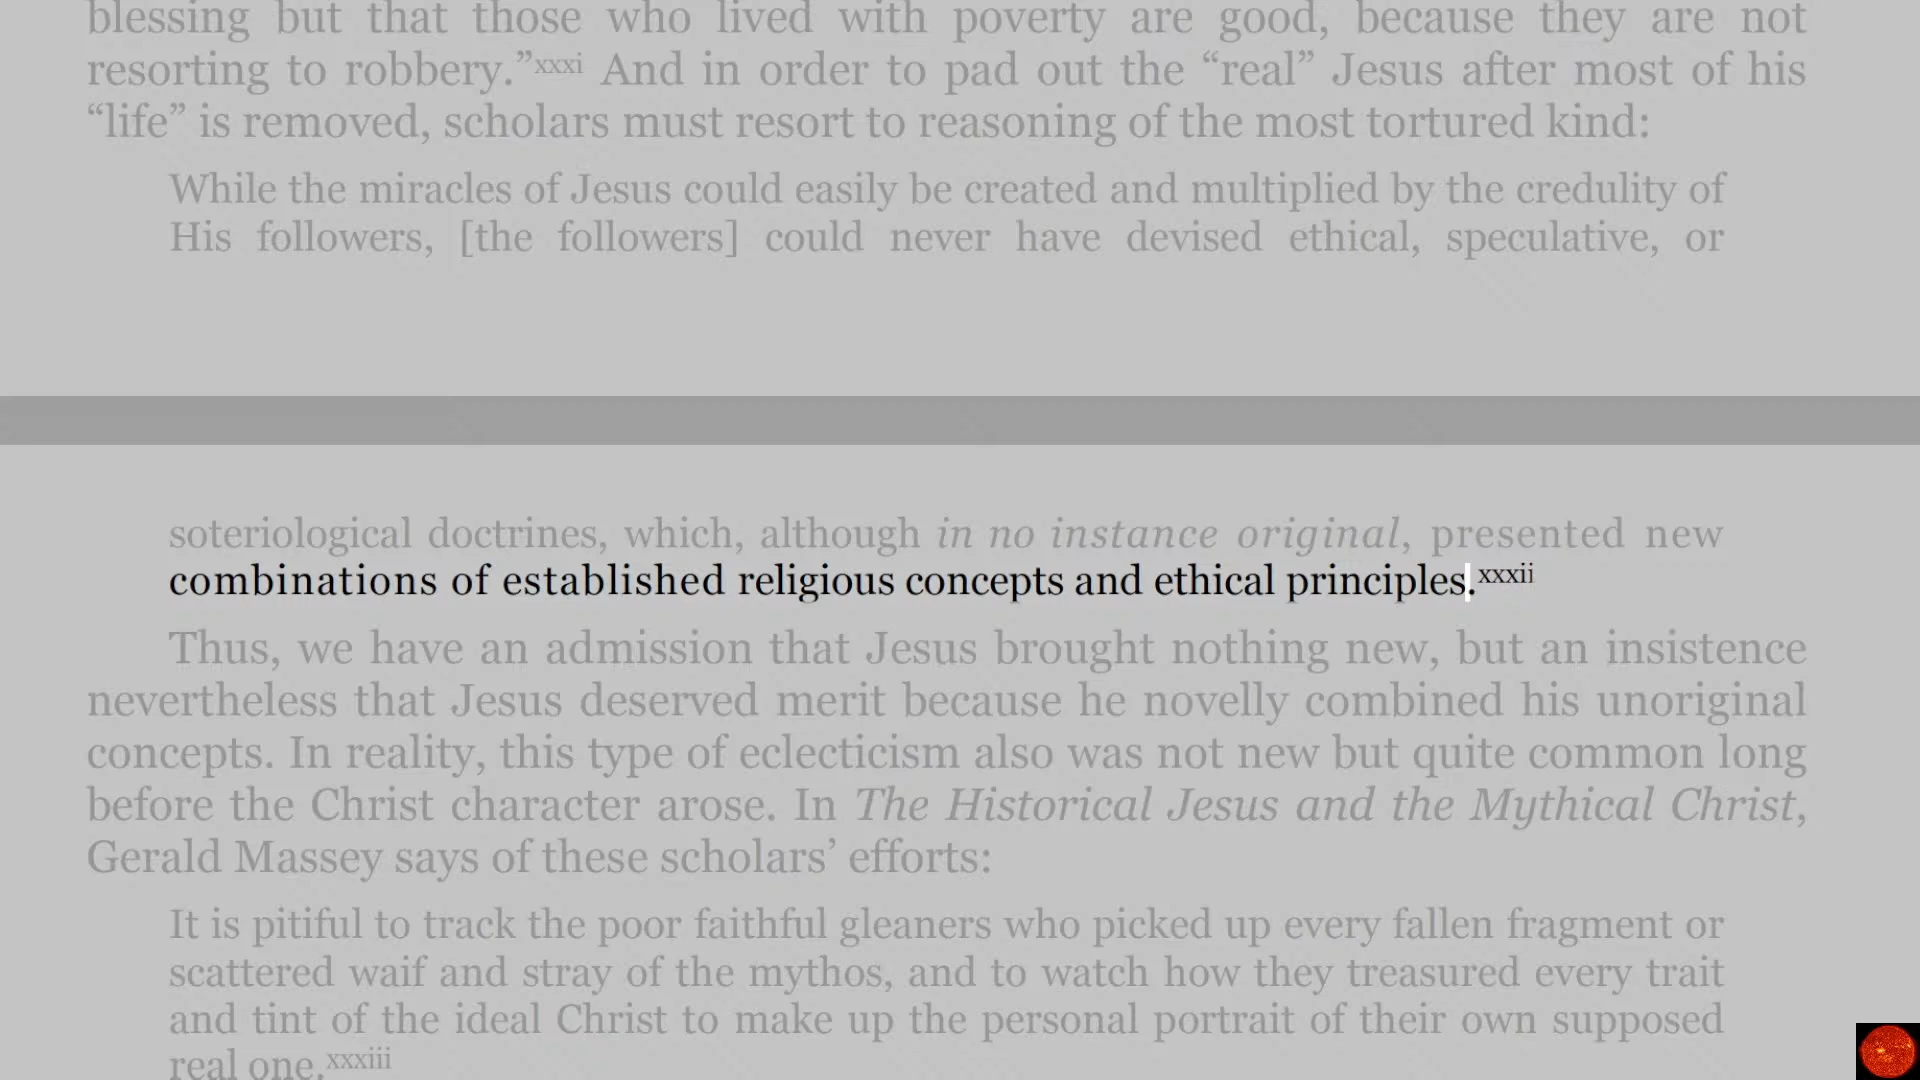 blessing but that those who lived with poverty are good, because they are not
resorting to robbery.”xxxi And in order to pad out the “real” Jesus after most of his
“life” is removed, scholars must resort to reasoning of the most tortured kind:
While the miracles of Jesus could easily be created and multiplied by the credulity of
His followers, [the followers] could never have devised ethical, speculative, or
soteriological doctrines, which, although in no instance original, presented new
combinations of established religious concepts and ethical principles.xxxii
Thus, we have an admission that Jesus brought nothing new, but an insistence
nevertheless that Jesus deserved merit because he novelly combined his unoriginal
concepts. In reality, this type of eclecticism also was not new but quite common long
before the Christ character arose. In The Historical Jesus and the Mythical Christ,
Gerald Massey says of these scholars’ efforts:
It is pitiful to track the poor faithful gleaners who picked up every fallen fragment or
scattered waif and stray of the mythos, and to watch how they treasured every trait
and tint of the ideal Christ to make up the personal portrait of their own supposed
real one.xxxiii